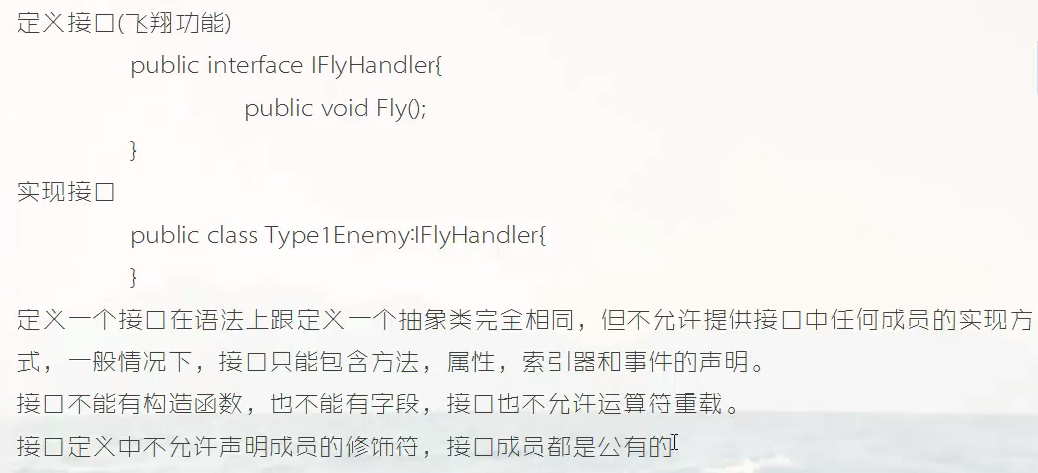 定义接口(飞翔功能)
public interface IFlyHandler{
public void Fly();
}
实现接口
public class Type1Enemy:IFlyHandler{
}
定义一个接口在语法上跟定义一个抽象类完全相同，但不允许提供接口中任何成员的实现方
式，一般情况下，接口只能包含方法，属性，索引器和事件的声明。
接口不能有构造函数，也不能有字段，接口也不允许运算符重载。
接口定义中不允许声明成员的修饰符，接口成员都是公有的